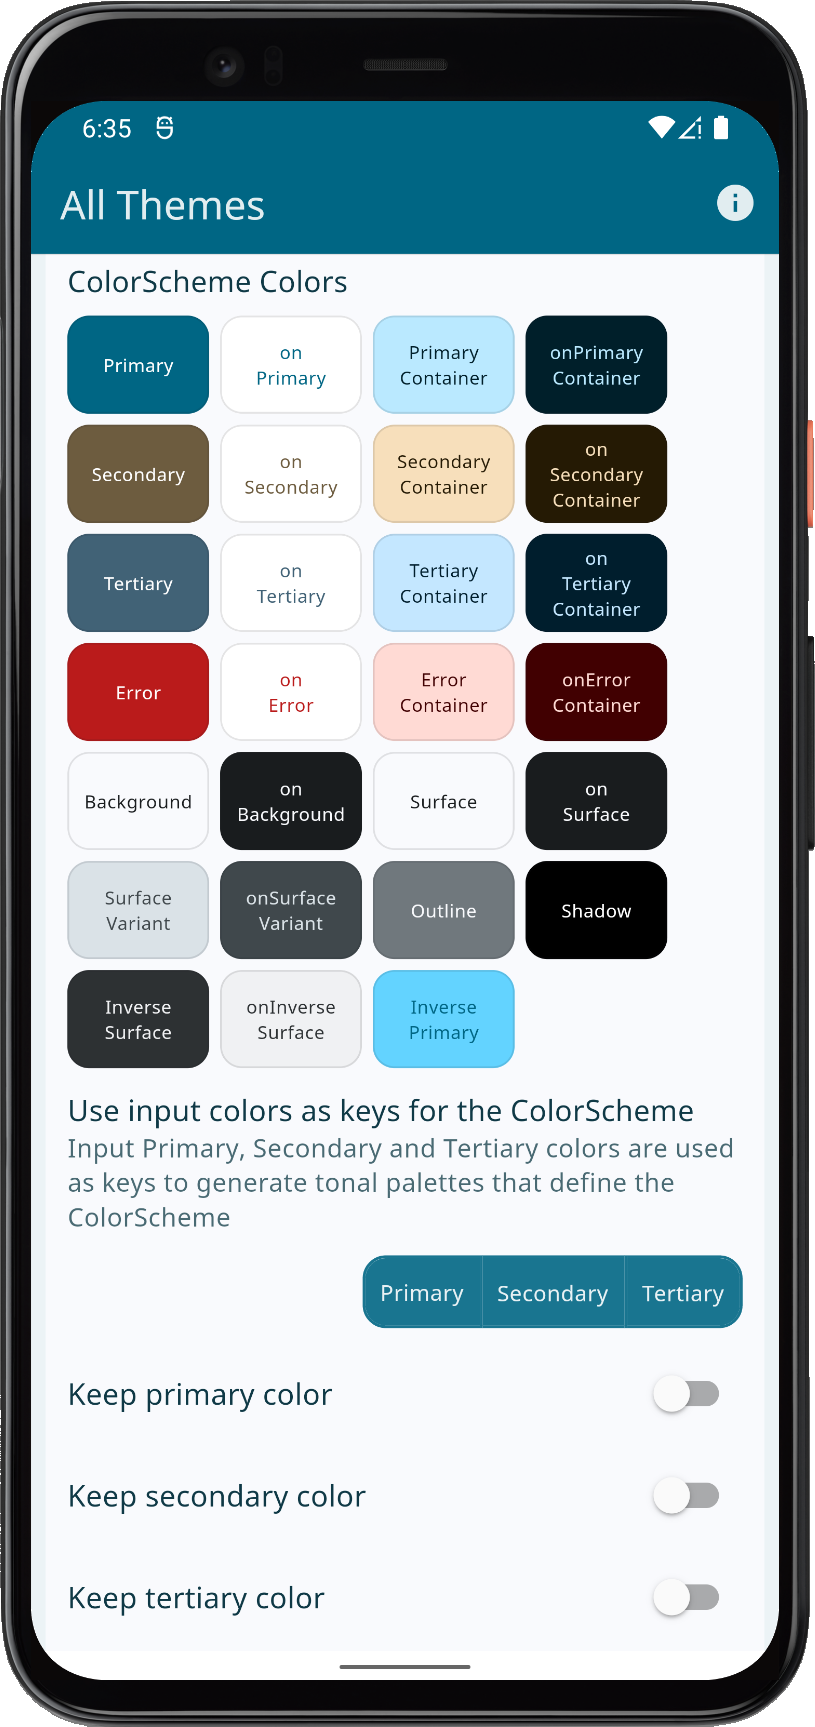 6:35
All Themes
ColorScheme Colors
Primary
on
Primary
Primary
Container
onPrimary
Container
Secondary
on
Secondary
Secondary
Container
on
Secondary
Container
Tertiary
on
Tertiary
Tertiary
Container
on
Tertiary
Container
Error
on
Error
Error
Container
onError
Container
Background
on
Background
Surface
on
Surface
Surface
Variant
onSurface
Variant
Outline
Shadow
Inverse
Surface
onInverse
Surface
Inverse
Primary
Use input colors as keys for the ColorScheme
Input Primary, Secondary and Tertiary colors are used
as keys to generate tonal palettes that define the
ColorScheme
Primary
Secondary
Tertiary
Keep primary color
Keep secondary color
Keep tertiary color